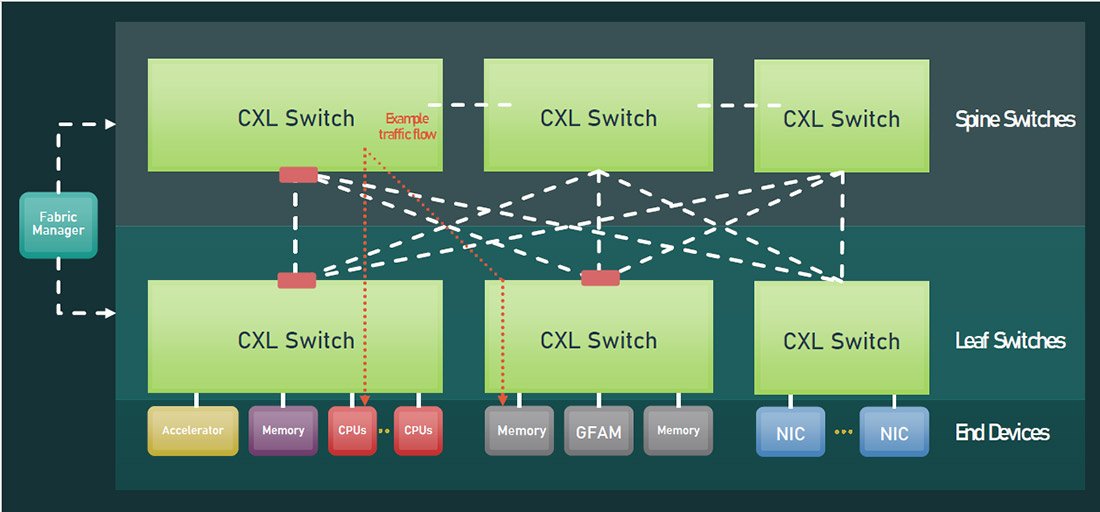 CXL Switch
Example
traffic flow
CXL Switch
CXL Switch
Spine Switches
Fabric
Manager
CXL Switch
CXL Switch
CXL Switch
Leaf Switches
Accelerator
Memory
CPUs
CPUs
Memory
GFAM
Memory
NIC
NIC
End Devices